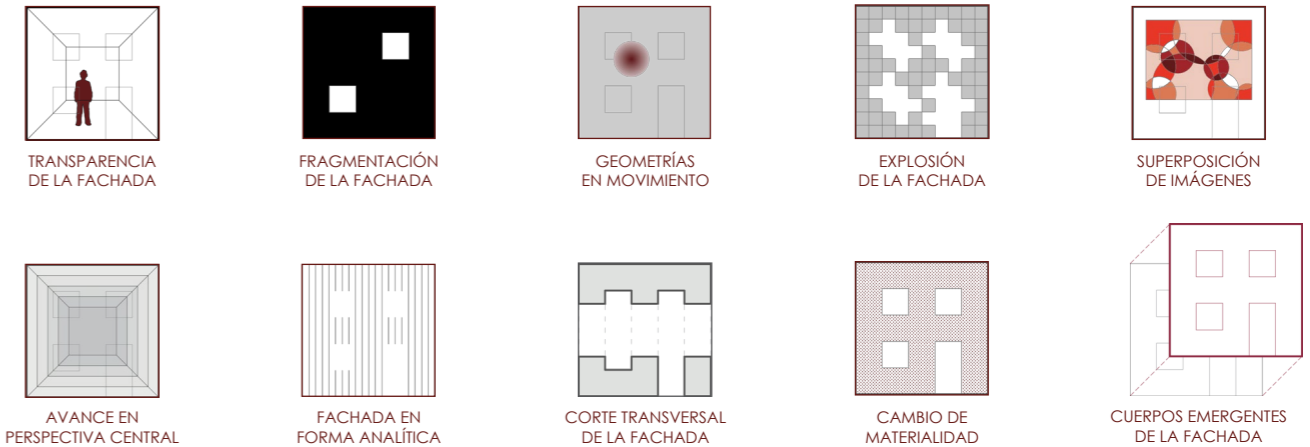 TRANSPARENCIA
DE LA FACHADA
FRAGMENTACIÓN
DE LA FACHADA
GEOMETRÍAS
EN MOVIMIENTO
EXPLOSIÓN
DE LA FACHADA
SUPERPOSICIÓN
DE IMÁGENES
AVANCE EN
PERSPECTIVA CENTRAL
FACHADA EN
FORMA ANALÍTICA
CORTE TRANSVERSAL
DE LA FACHADA
CAMBIO DE
MATERIALIDAD
CUERPOS EMERGENTES
DE LA FACHADA